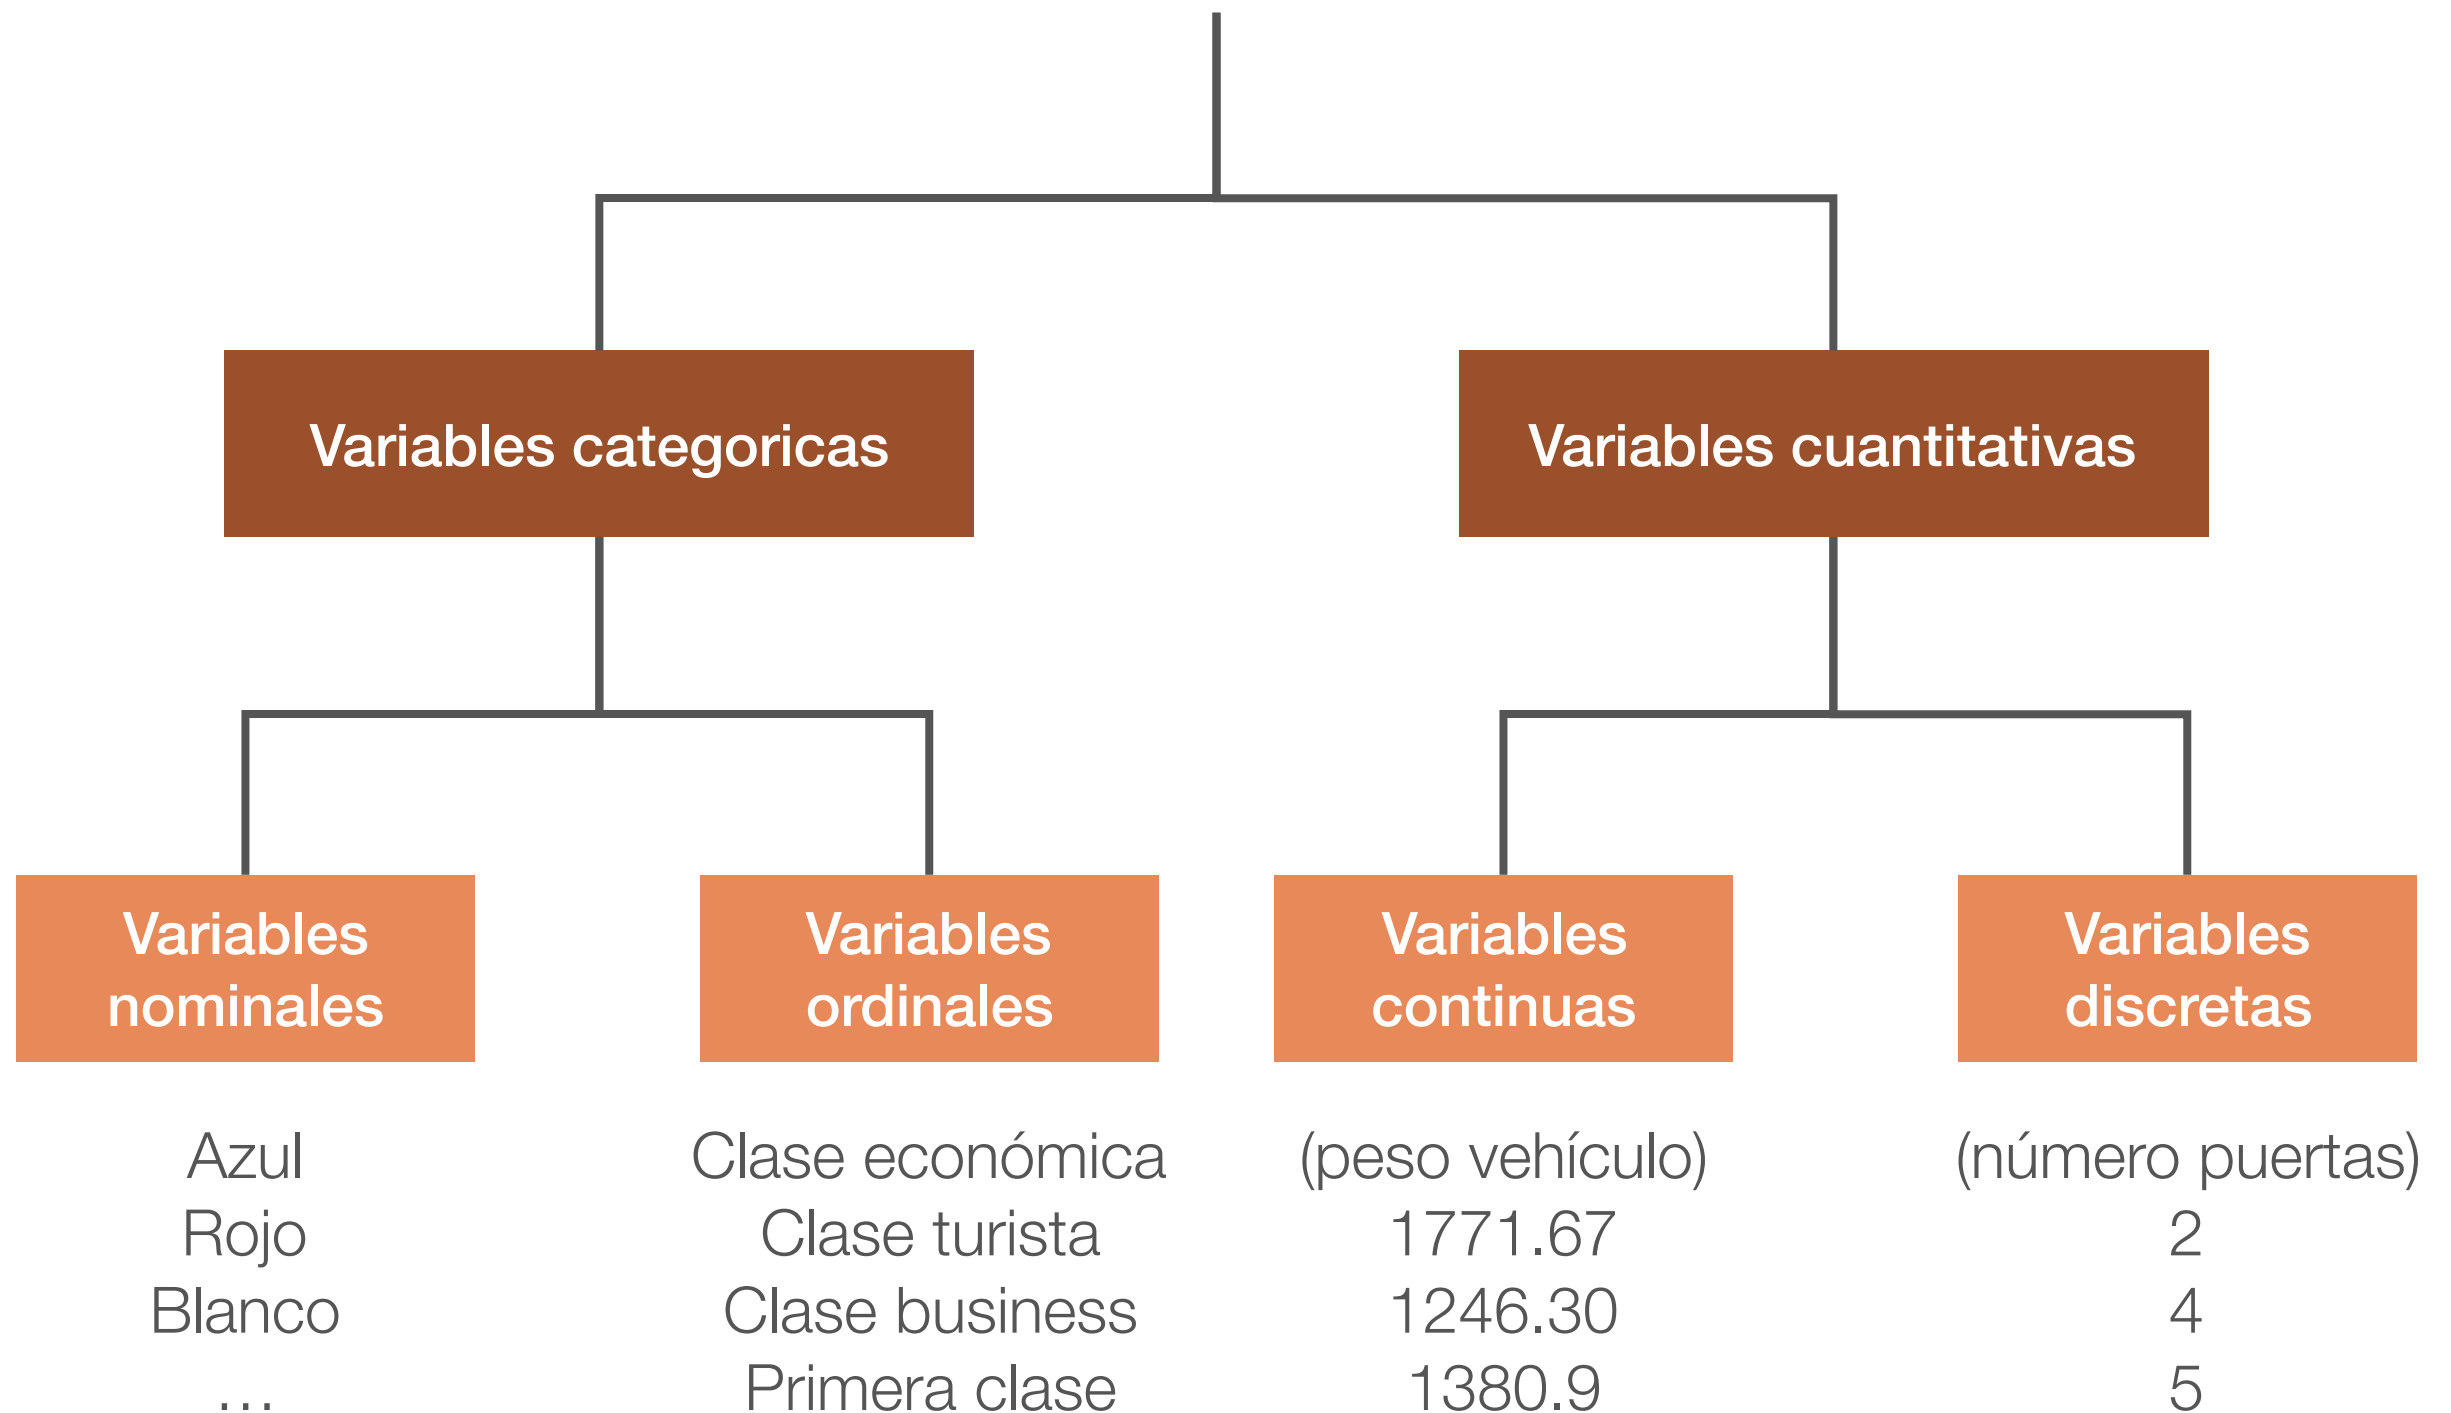 Variables categoricas
Variables cuantitativas
Variables
nominales
Variables
ordinales
Variables
continuas
Variables
discretas
Azul
Rojo
Blanco
...
Clase económica
Clase turista
Clase business
Primera clase
(peso vehículo)
1771.67
1246.30
1380.9
(número puertas)
2
4
5